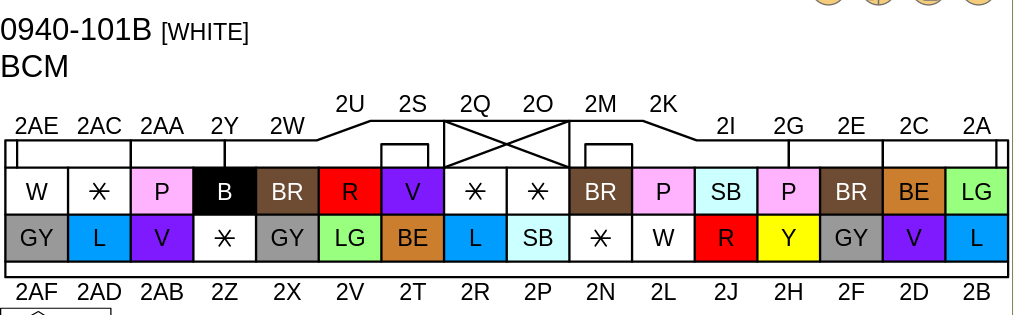 0940-101B [WHITE]
BCM
2U 2S 2Q 2O 2M 2K
2AE 2AC 2AA 2Y 2W 2I 2G 2E 2C 2A
W * P B BR R V * * BR P SB P BR BE LG
GY L V * GY LG BE L SB * W R Y GY V L
2AF 2AD 2AB 2Z 2X 2V 2T 2R 2P 2N 2L 2J 2H 2F 2D 2B